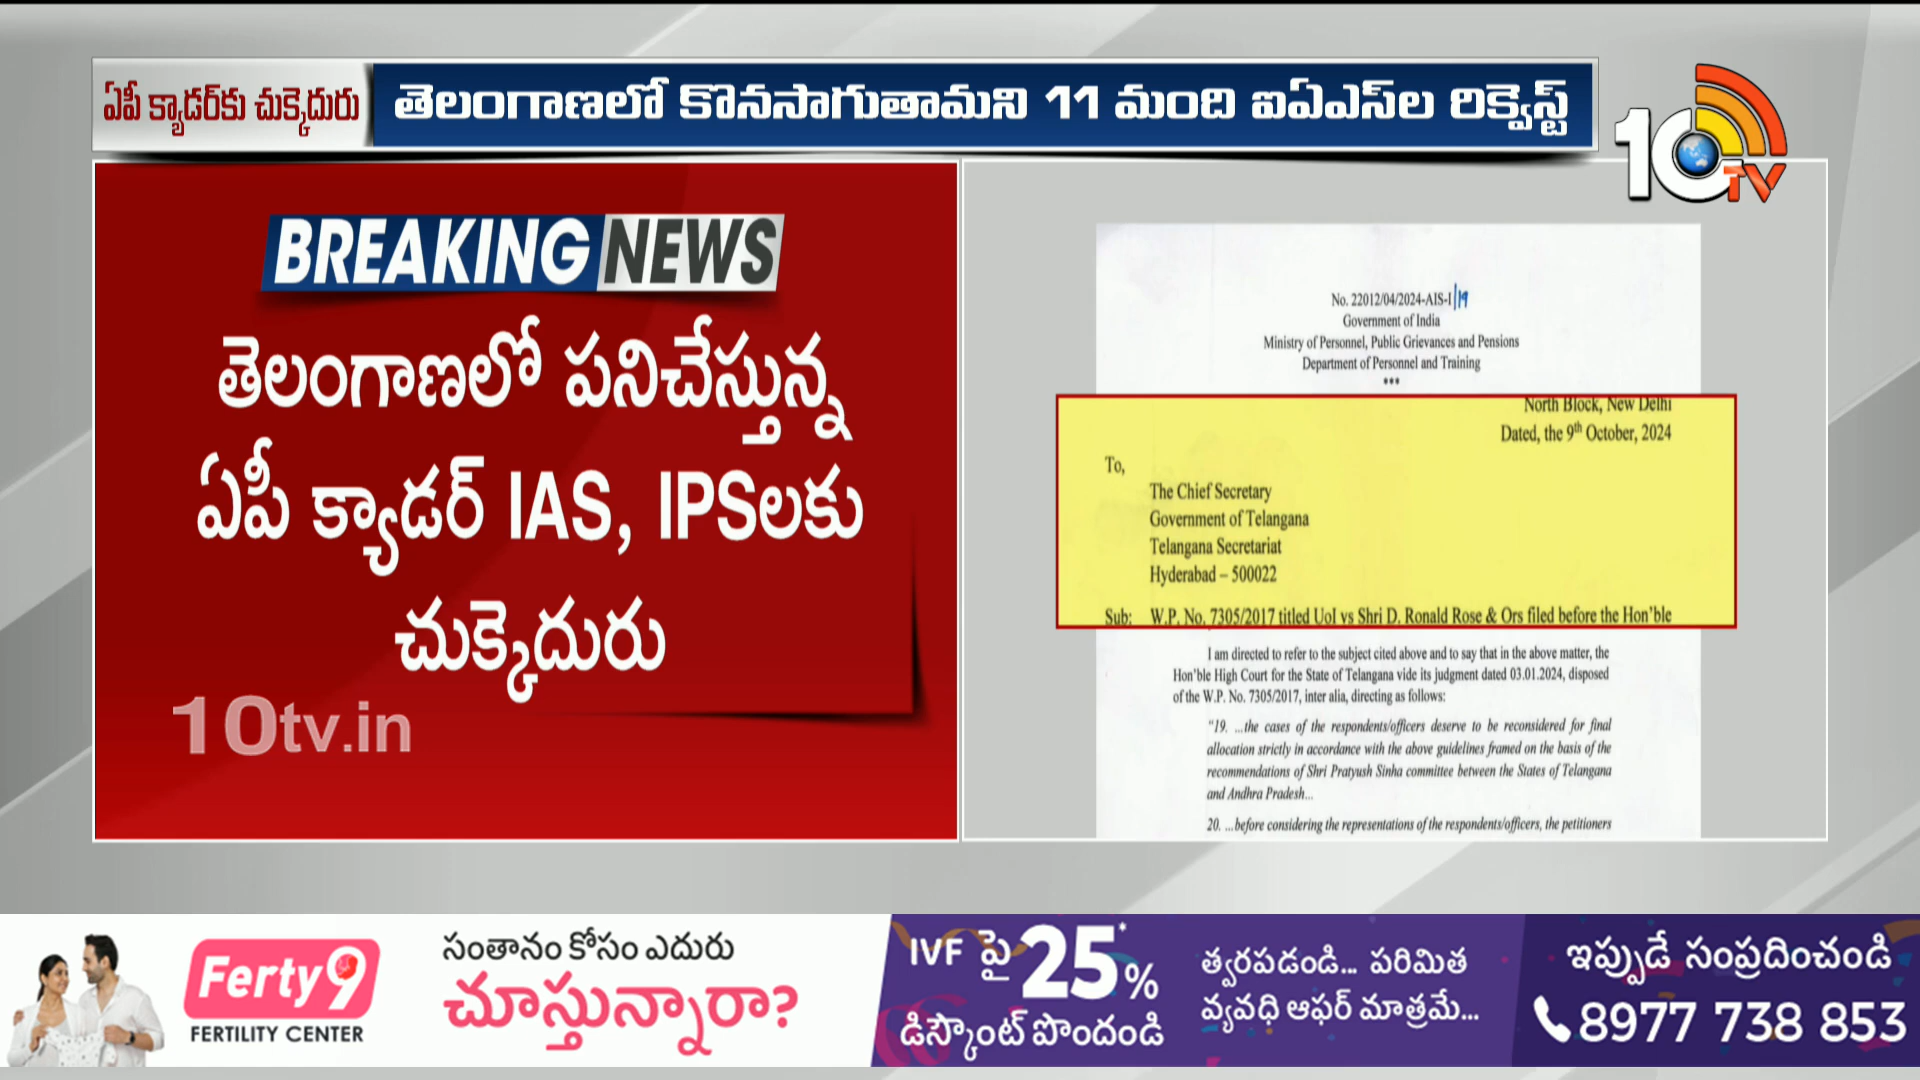 ఏపీ క్యాడర్‌కు చుక్కెదురు
తెలంగాణలో కొనసాగుతామని 11 మంది ఐఏఎస్‌ల రిక్వెస్ట్
10TV
BREAKING NEWS
తెలంగాణలో పనిచేస్తున్న
ఏపీ క్యాడర్ IAS, IPSలకు
చుక్కెదురు
10tv.in
No. 22012/04/2024-AIS-I/19
Government of India
Ministry of Personnel, Public Grievances and Pensions
Department of Personnel and Training
***
North Block, New Delhi
Dated, the 9th October, 2024
To,
The Chief Secretary
Government of Telangana
Telangana Secretariat
Hyderabad – 500022
Sub: W.P. No. 7305/2017 titled UoI vs Shri D. Ronald Rose & Ors filed before the Hon'ble
I am directed to refer to the subject cited above and to say that in the above matter, the
Hon'ble High Court for the State of Telangana vide its judgment dated 03.01.2024, disposed
of the W.P. No. 7305/2017, inter alia, directing as follows:
"19. ...the cases of the respondents/officers deserve to be reconsidered for final
allocation strictly in accordance with the above guidelines framed on the basis of the
recommendations of Shri Pratyush Sinha committee between the States of Telangana
and Andhra Pradesh...
20. ...before considering the representations of the respondents/officers, the petitioners
Ferty9
FERTILITY CENTER
సంతానం కోసం ఎదురు
చూస్తున్నారా?
IVF పై 25%*
డిస్కౌంట్ పొందండి
త్వరపడండి... పరిమిత
వ్యవధి ఆఫర్ మాత్రమే...
ఇప్పుడే సంప్రదించండి
8977 738 853